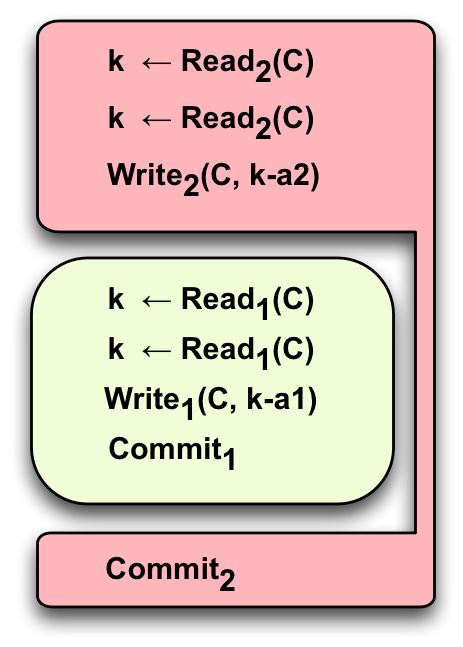 k ← Read₂(C)
k ← Read₂(C)
Write₂(C, k-a2)
k ← Read₁(C)
k ← Read₁(C)
Write₁(C, k-a1)
Commit₁
Commit₂